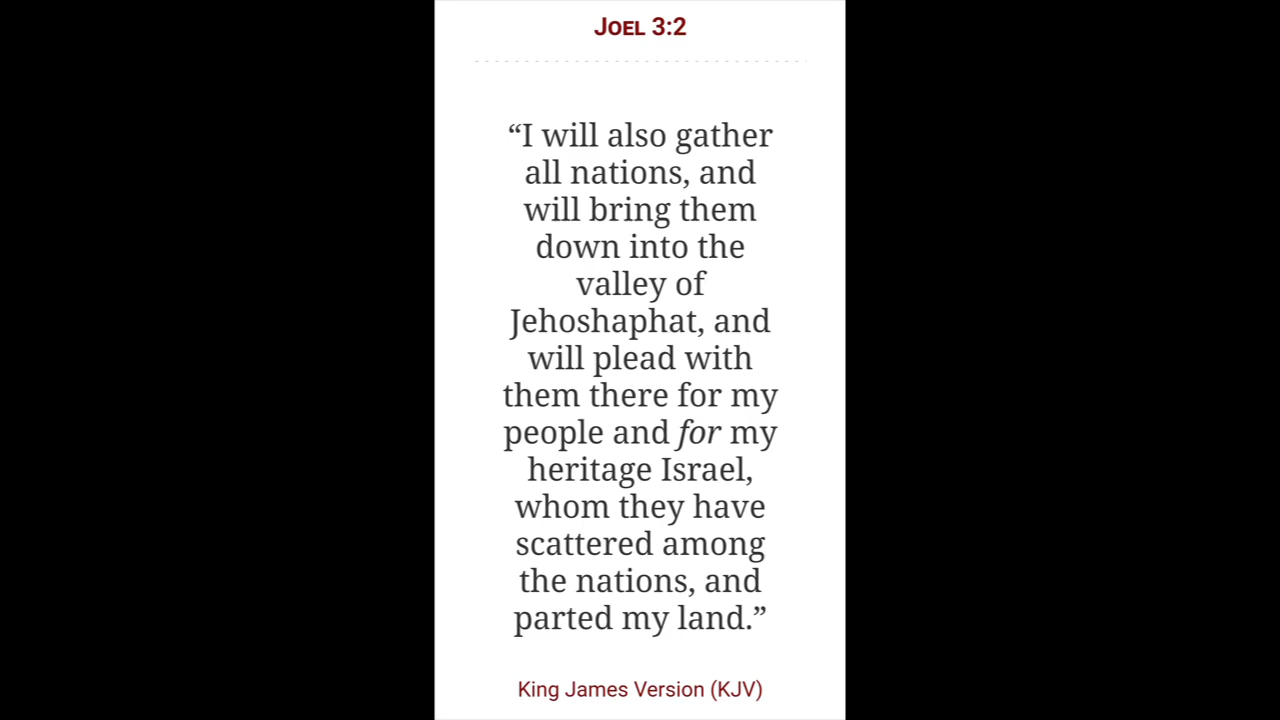 Joel 3:2
“I will also gather
all nations, and
will bring them
down into the
valley of
Jehoshaphat, and
will plead with
them there for my
people and for my
heritage Israel,
whom they have
scattered among
the nations, and
parted my land.”
King James Version (KJV)